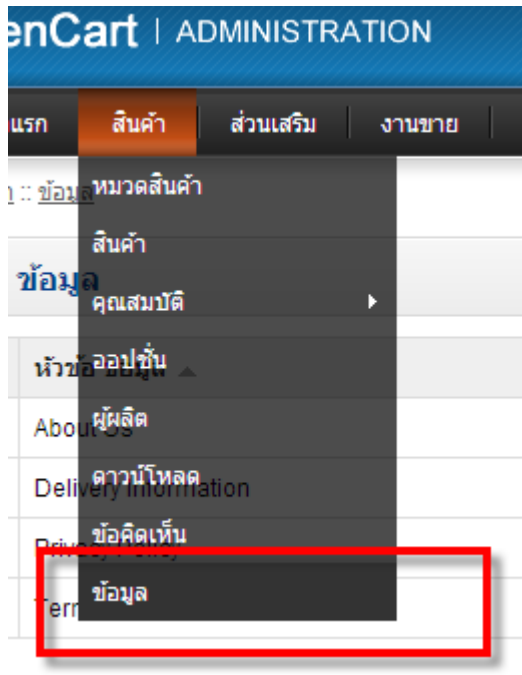 enCart | ADMINISTRATION
แรก สินค้า ส่วนเสริม งานขาย
:: ข้อมูล
หมวดสินค้า
สินค้า
ข้อมูล
คุณสมบัติ
หัวข้อ ข้อมูล
ออปชั่น
About Us
ผู้ผลิต
Delivery Information
ดาวน์โหลด
Privacy Policy
ข้อคิดเห็น
Terr
ข้อมูล